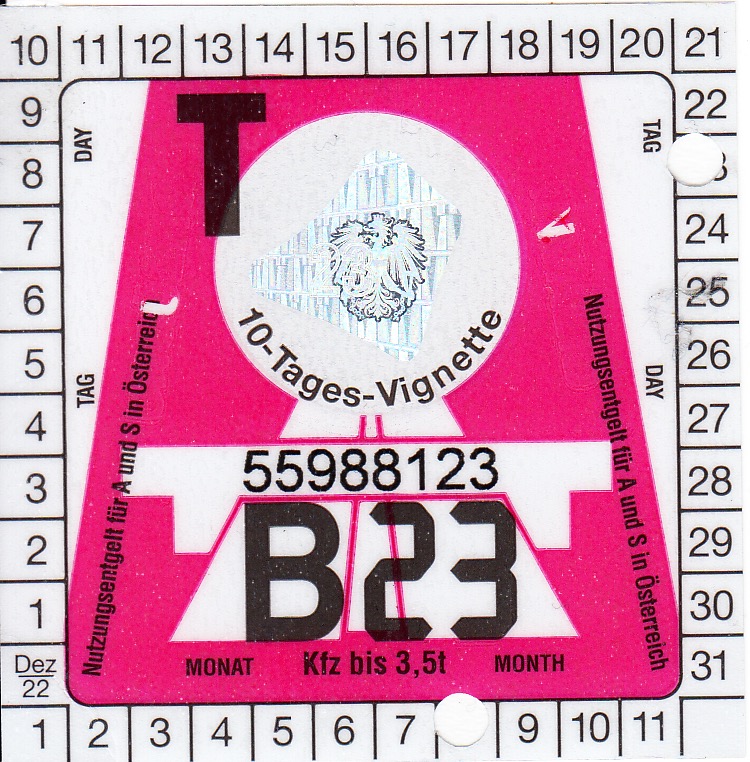 10 11 12 13 14 15 16 17 18 19 20 21
9
8
7
6
5
4
3
2
1
Dez
22
DAY
TAG
T
10-Tages-Vignette
Nutzungsentgelt für A und S in Österreich
55988123
B23
MONAT Kfz bis 3,5t MONTH
TAG
DAY
Nutzungsentgelt für A und S in Österreich
22
24
25
26
27
28
29
30
31
1 2 3 4 5 6 7 9 10 11